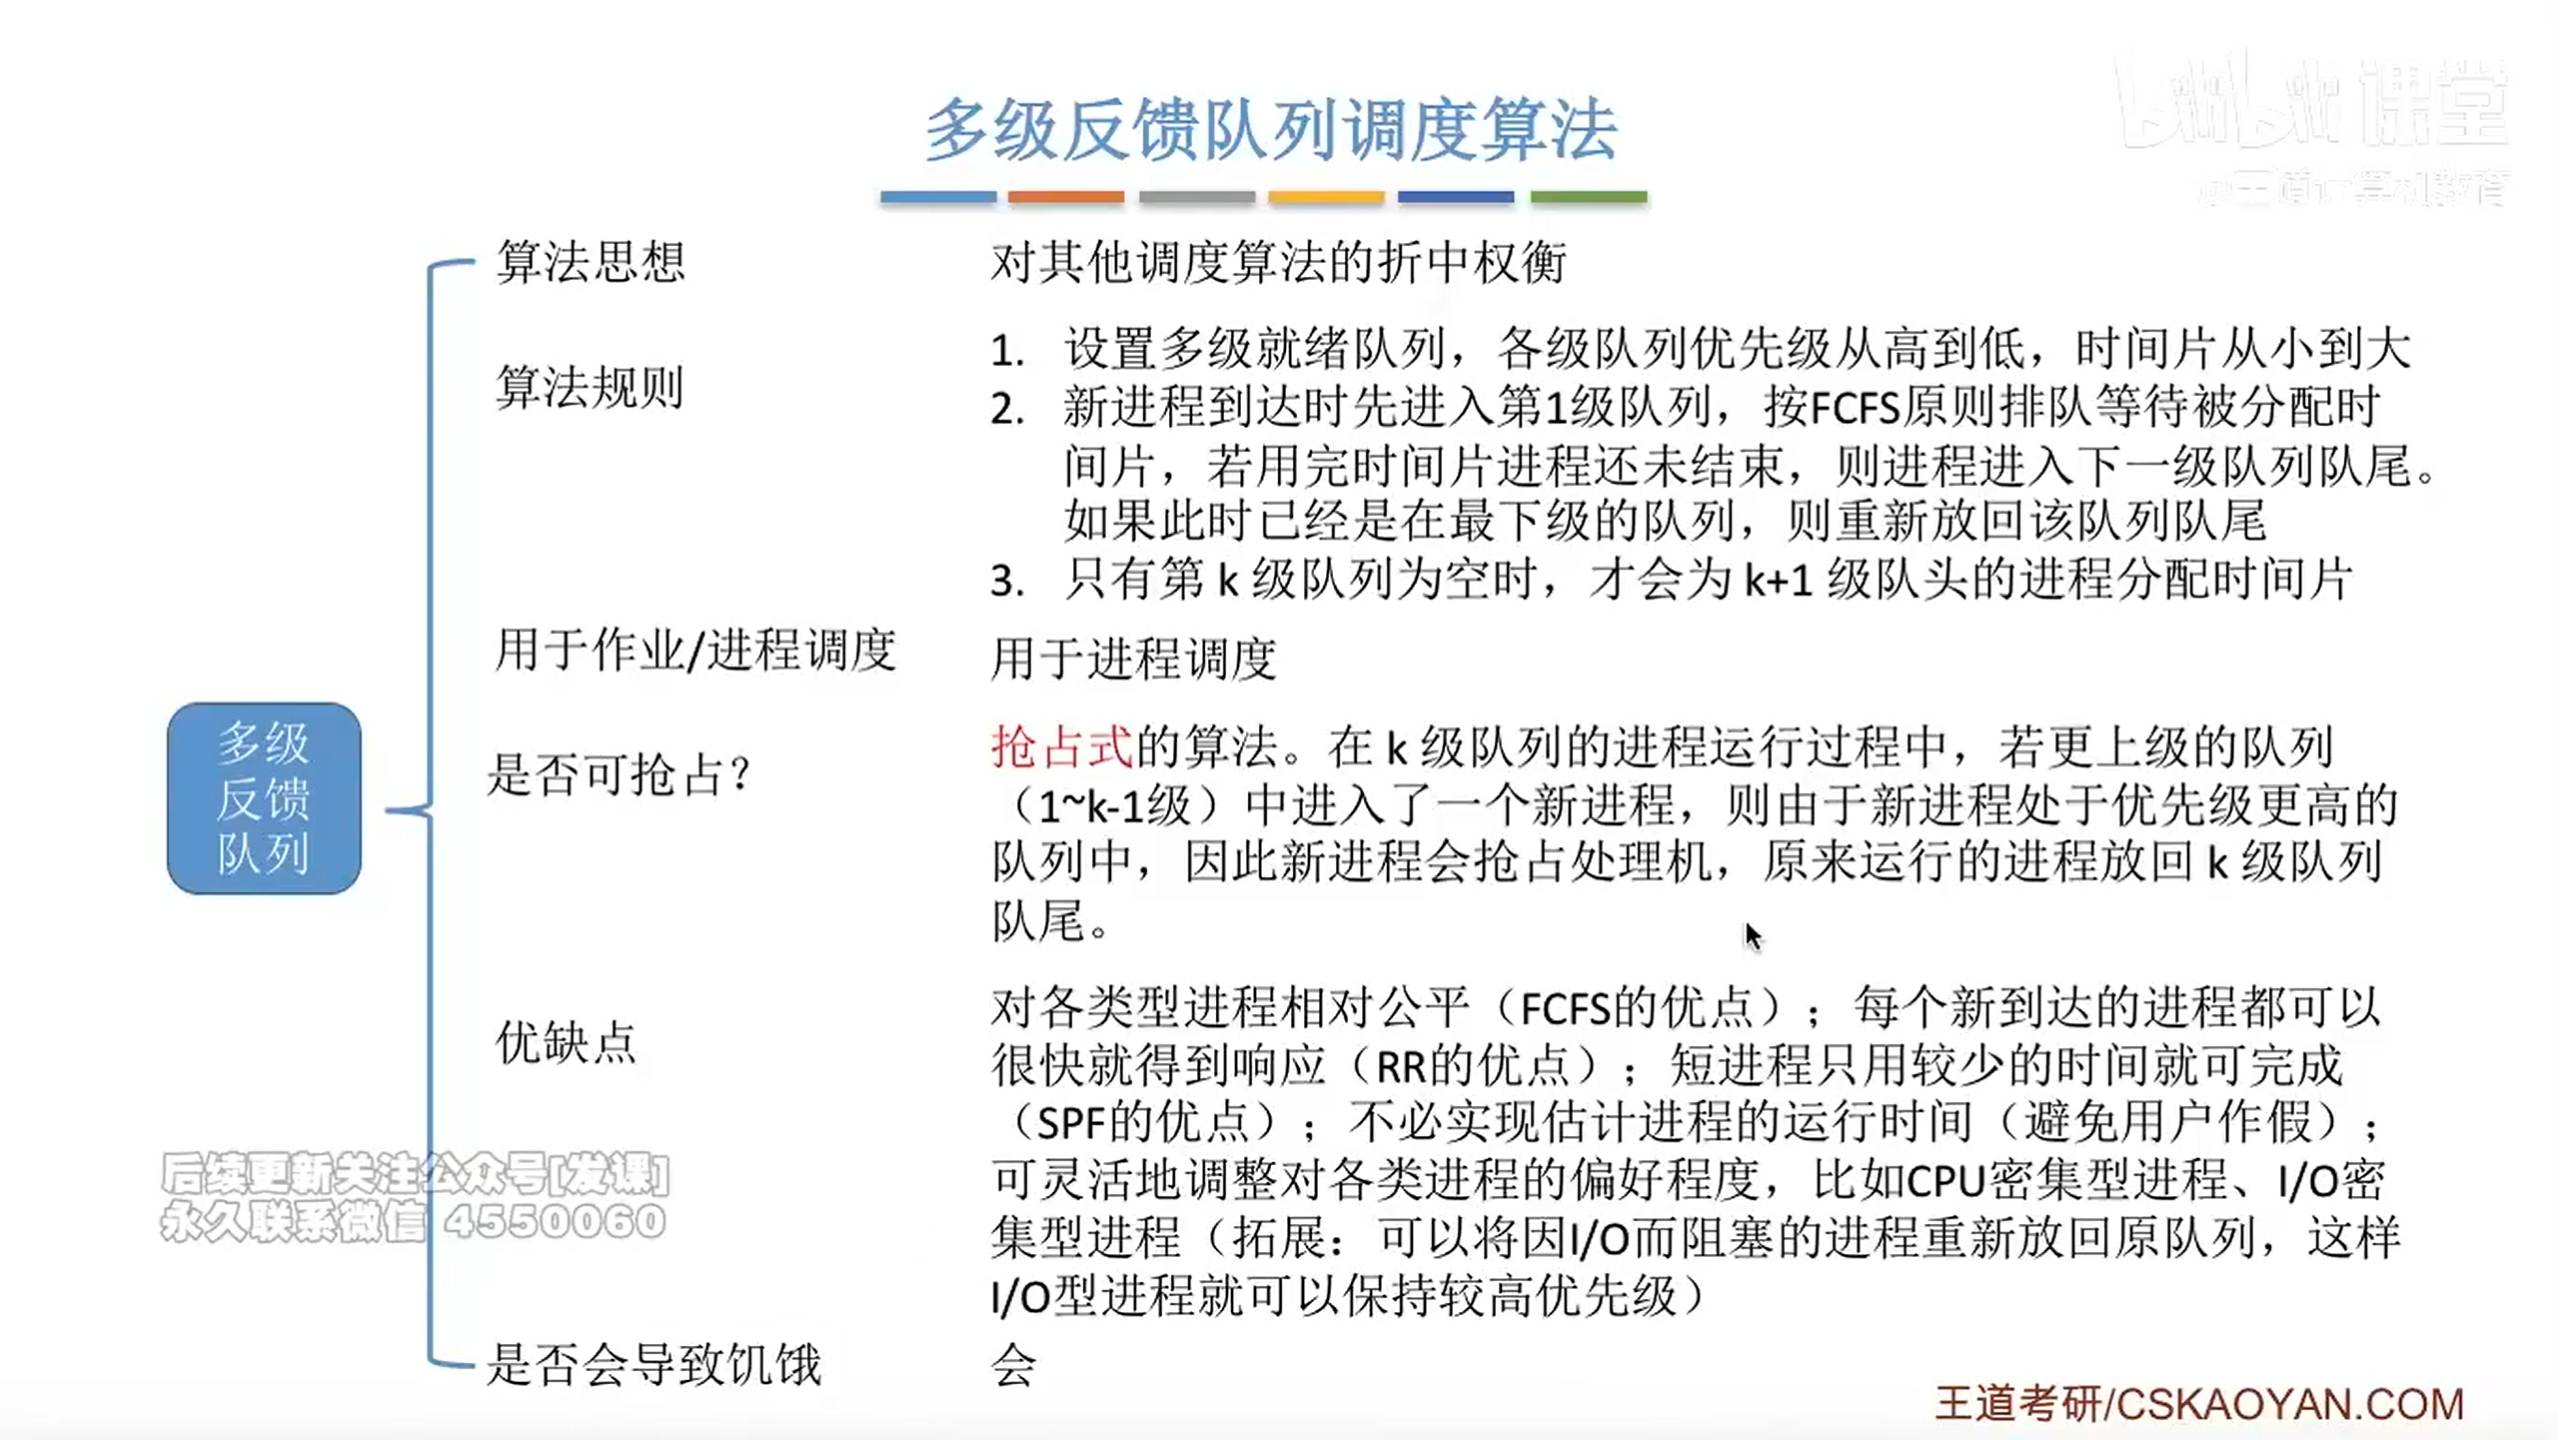 bilibili课堂
@王道计算机教育
多级反馈队列调度算法
算法思想
对其他调度算法的折中权衡
算法规则
1. 设置多级就绪队列，各级队列优先级从高到低，时间片从小到大
2. 新进程到达时先进入第1级队列，按FCFS原则排队等待被分配时
间片，若用完时间片进程还未结束，则进程进入下一级队列队尾。
如果此时已经是在最下级的队列，则重新放回该队列队尾
3. 只有第 k 级队列为空时，才会为 k+1 级队头的进程分配时间片
用于作业/进程调度
用于进程调度
多级
反馈
队列
是否可抢占？
抢占式的算法。在 k 级队列的进程运行过程中，若更上级的队列
（1~k-1级）中进入了一个新进程，则由于新进程处于优先级更高的
队列中，因此新进程会抢占处理机，原来运行的进程放回 k 级队列
队尾。
优缺点
对各类型进程相对公平（FCFS的优点）；每个新到达的进程都可以
很快就得到响应（RR的优点）；短进程只用较少的时间就可完成
（SPF的优点）；不必实现估计进程的运行时间（避免用户作假）；
可灵活地调整对各类进程的偏好程度，比如CPU密集型进程、I/O密
集型进程（拓展：可以将因I/O而阻塞的进程重新放回原队列，这样
I/O型进程就可以保持较高优先级）
后续更新关注公众号[发课]
永久联系微信 4550060
是否会导致饥饿
会
王道考研/CSKAOYAN.COM